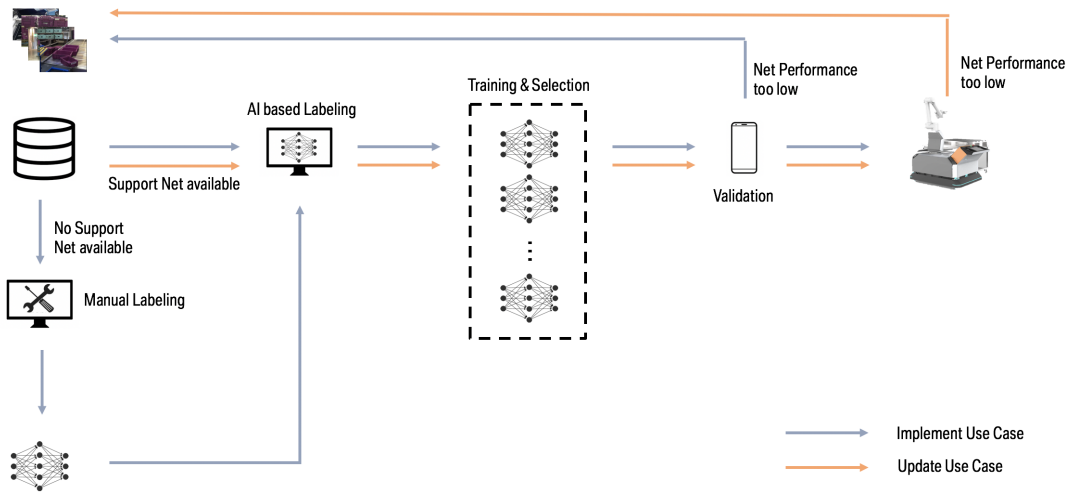 Net Performance
too low
Net Performance
too low
Training & Selection
AI based Labeling
Support Net available
Validation
No Support
Net available
Manual Labeling
Implement Use Case
Update Use Case